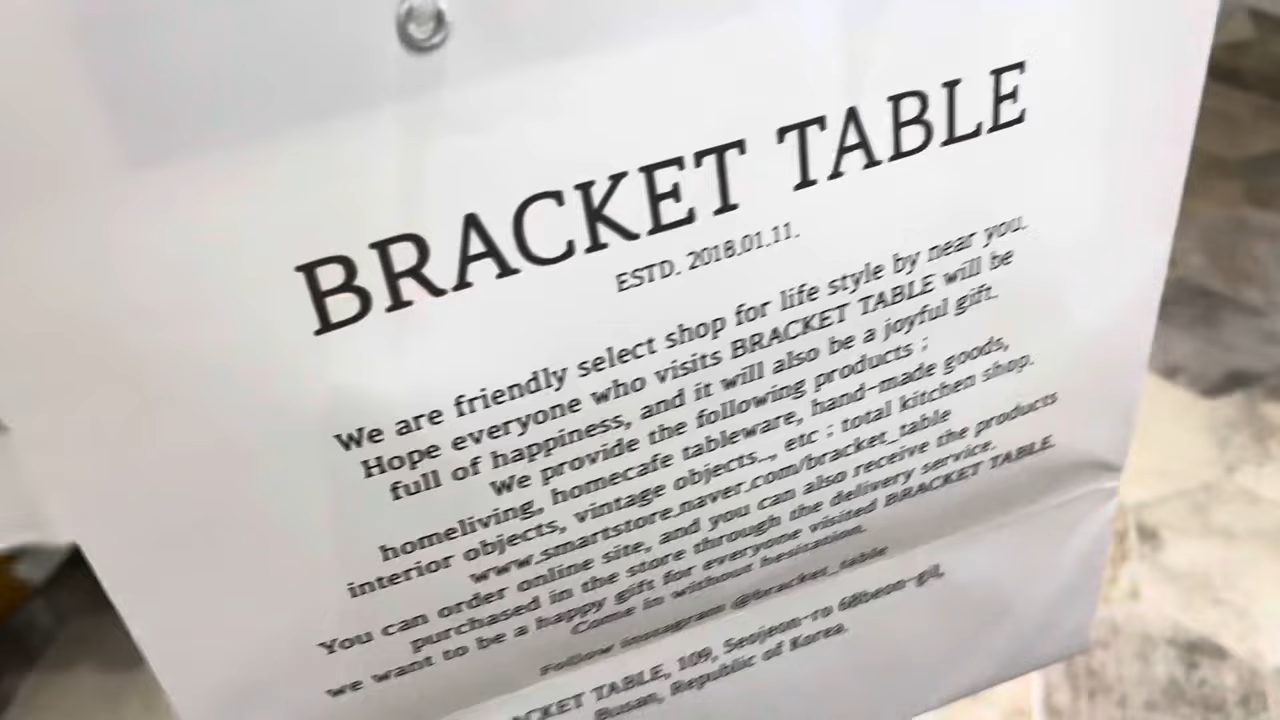 BRACKET TABLE
ESTD. 2018.01.11.
We are friendly select shop for life style by near you.
Hope everyone who visits BRACKET TABLE will be
full of happiness, and it will also be a joyful gift.
We provide the following products ;
homeliving, homecafe tableware, hand-made goods,
interior objects, vintage objects.., etc ; total kitchen shop.
www.smartstore.naver.com/bracket_table
You can order online site, and you can also receive the products
purchased in the store through the delivery service.
we want to be a happy gift for everyone visited BRACKET TABLE.
Come in without hesitanion.
Follow instagram @bracket_table
CKET TABLE, 109, Seojeon-ro 68beon-gil,
Busan, Republic of Korea.